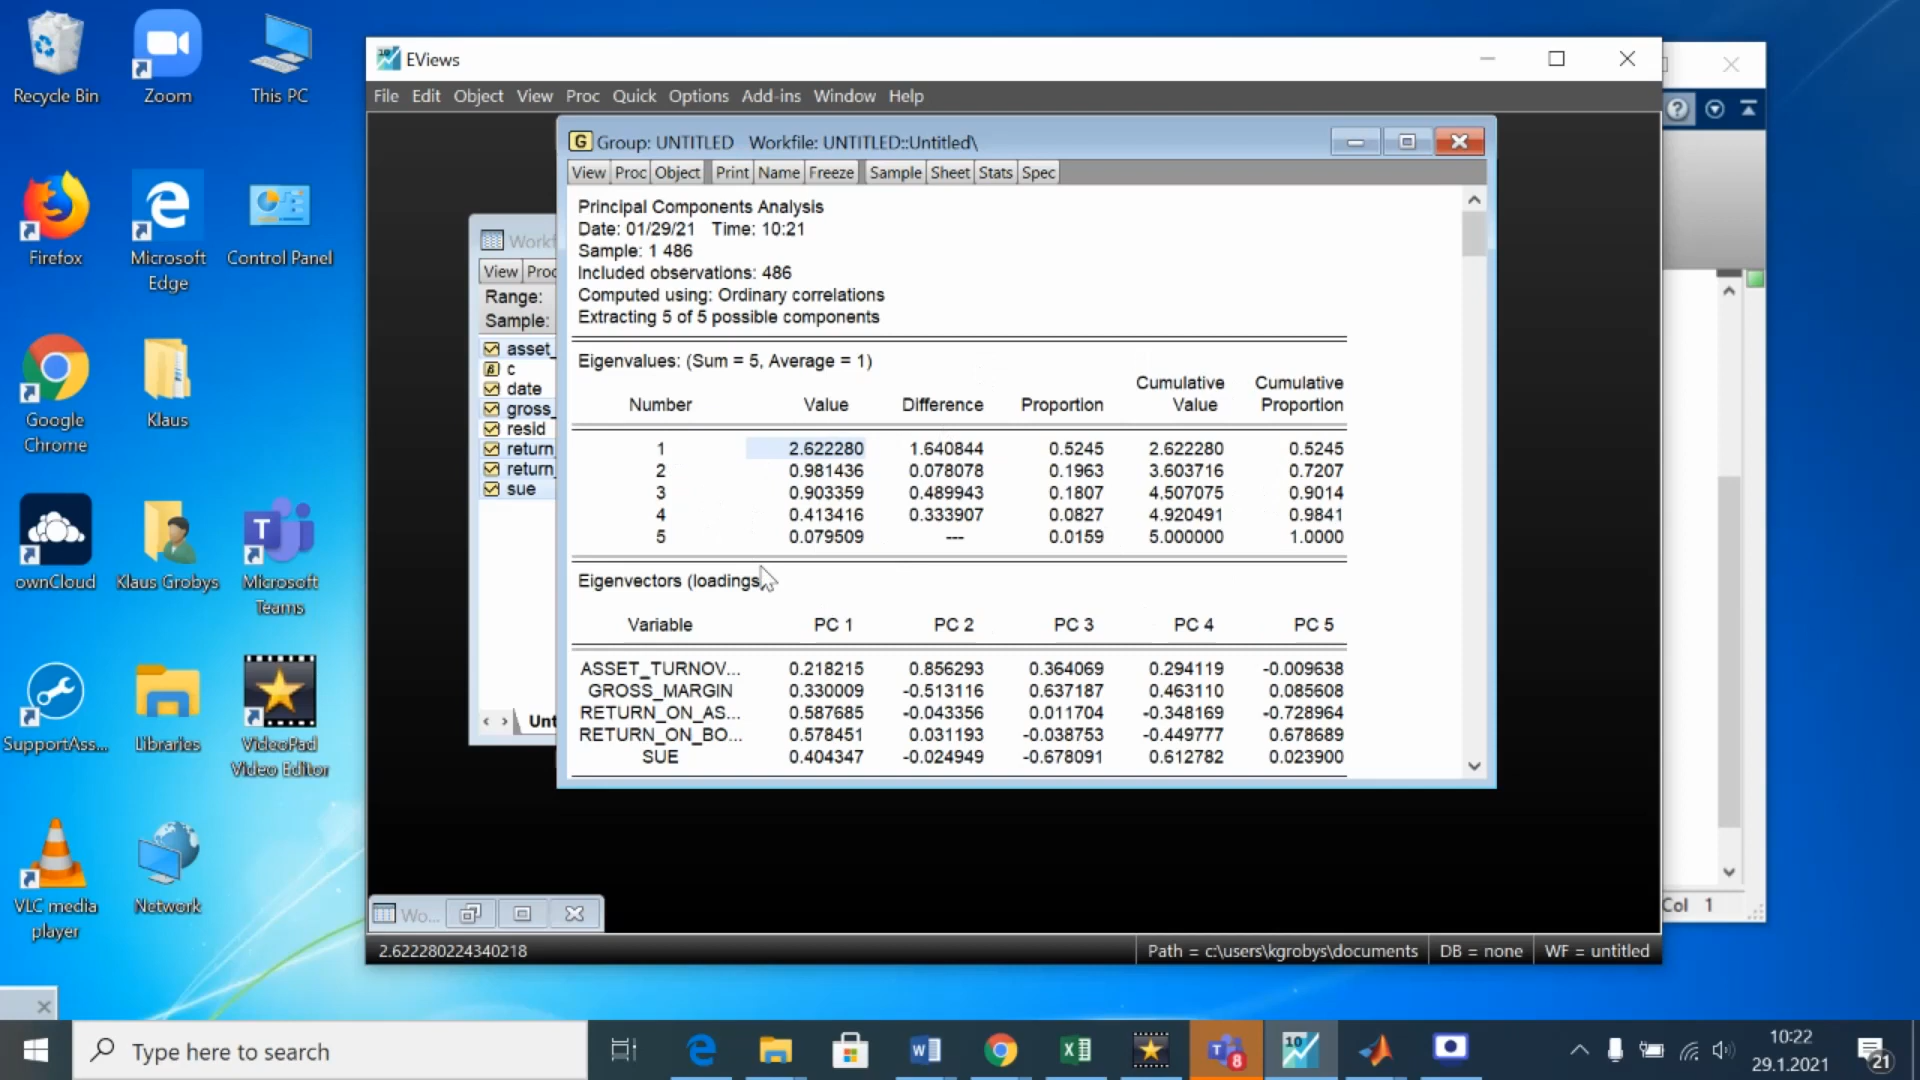 Recycle Bin
Zoom
This PC
Firefox
Microsoft Edge
Control Panel
Google Chrome
Klaus
ownCloud
Klaus Grobys
Microsoft Teams
SupportAss...
Libraries
VideoPad Video Editor
VLC media player
Network
10 EViews
File Edit Object View Proc Quick Options Add-ins Window Help
G Group: UNTITLED Workfile: UNTITLED::Untitled\
View Proc Object Print Name Freeze Sample Sheet Stats Spec
Workf
View Proc
Range:
Sample:
asset_
β c
date
gross_
resid
return_
return_
sue
< > Unt
Principal Components Analysis
Date: 01/29/21 Time: 10:21
Sample: 1 486
Included observations: 486
Computed using: Ordinary correlations
Extracting 5 of 5 possible components
Eigenvalues: (Sum = 5, Average = 1)
Cumulative Cumulative
Number Value Difference Proportion Value Proportion
1 2.622280 1.640844 0.5245 2.622280 0.5245
2 0.981436 0.078078 0.1963 3.603716 0.7207
3 0.903359 0.489943 0.1807 4.507075 0.9014
4 0.413416 0.333907 0.0827 4.920491 0.9841
5 0.079509 --- 0.0159 5.000000 1.0000
Eigenvectors (loadings)
Variable PC 1 PC 2 PC 3 PC 4 PC 5
ASSET_TURNOV... 0.218215 0.856293 0.364069 0.294119 -0.009638
GROSS_MARGIN 0.330009 -0.513116 0.637187 0.463110 0.085608
RETURN_ON_AS... 0.587685 -0.043356 0.011704 -0.348169 -0.728964
RETURN_ON_BO... 0.578451 0.031193 -0.038753 -0.449777 0.678689
SUE 0.404347 -0.024949 -0.678091 0.612782 0.023900
Wo...
2.622280224340218 Path = c:\users\kgrobys\documents DB = none WF = untitled
Col 1
Type here to search
8
10
10:22
29.1.2021
21